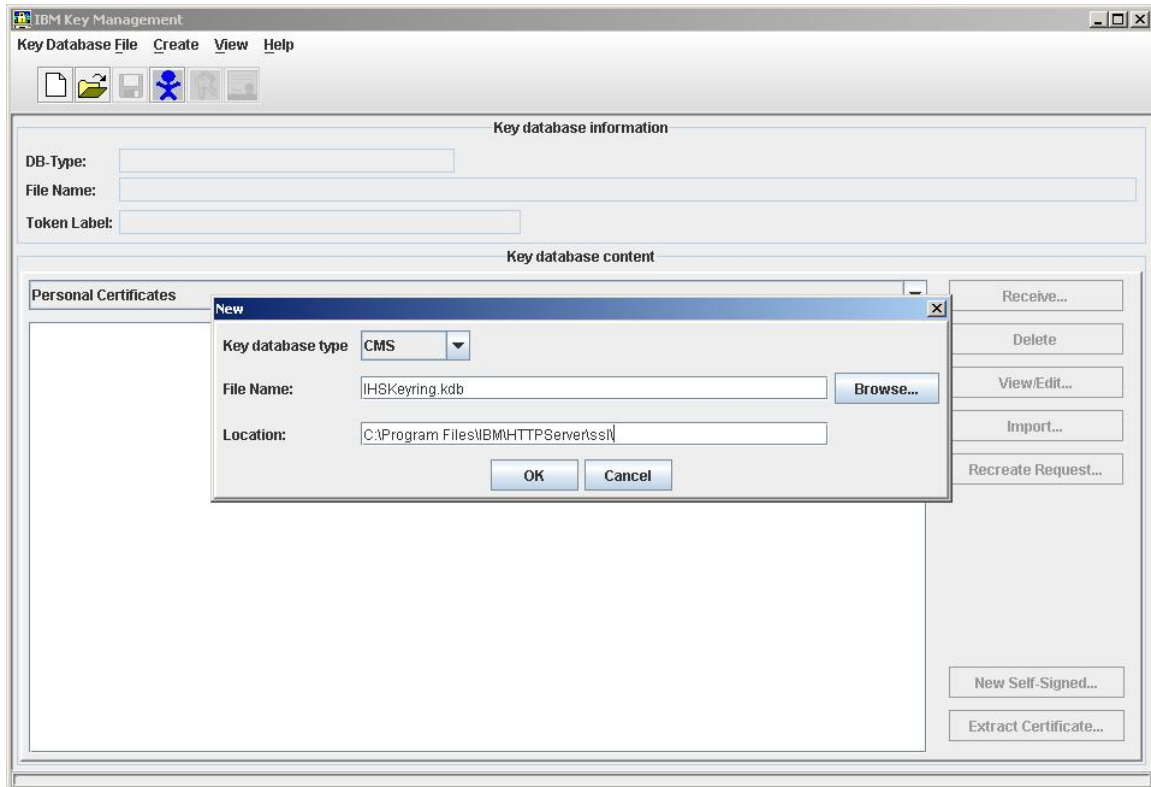 IBM Key Management
Key Database File Create View Help
Key database information
DB-Type:
File Name:
Token Label:
Key database content
Personal Certificates
Receive...
Delete
View/Edit...
Import...
Recreate Request...
New Self-Signed...
Extract Certificate...
New
Key database type CMS
File Name: IHSKeyring.kdb Browse...
Location: C:\Program Files\IBM\HTTPServer\ssl\
OK Cancel